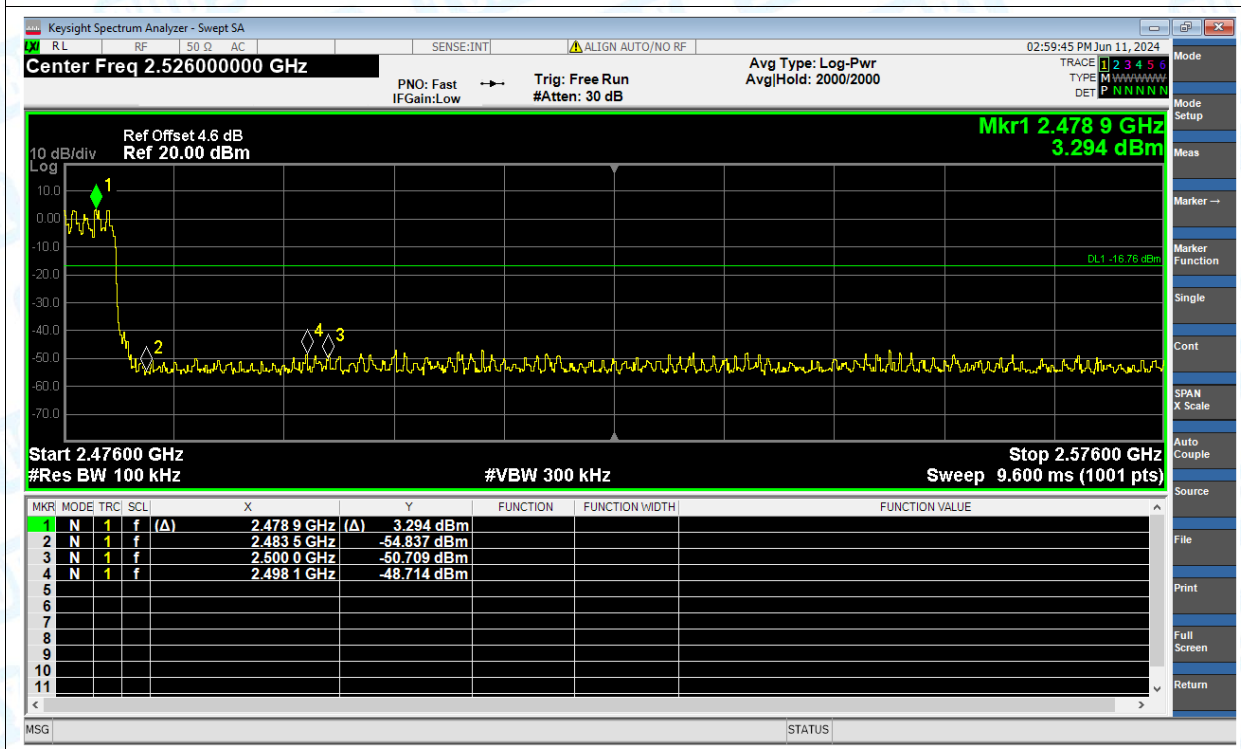 Keysight Spectrum Analyzer - Swept SA
LXI RL RF 50 Ω AC SENSE:INT ALIGN AUTO/NO RF 02:59:45 PM Jun 11, 2024
Center Freq 2.526000000 GHz
PNO: Fast
IFGain:Low
Trig: Free Run
#Atten: 30 dB
Avg Type: Log-Pwr
Avg|Hold: 2000/2000
TRACE 1 2 3 4 5 6
TYPE M WWWWW
DET P N N N N N
Mkr1 2.478 9 GHz
3.294 dBm
Ref Offset 4.6 dB
10 dB/div Ref 20.00 dBm
Log
10.0
0.00
-10.0
-20.0
-30.0
-40.0
-50.0
-60.0
-70.0
1
2
4
3
DL1 -16.76 dBm
Start 2.47600 GHz Stop 2.57600 GHz
#Res BW 100 kHz #VBW 300 kHz Sweep 9.600 ms (1001 pts)
MKR MODE TRC SCL X Y FUNCTION FUNCTION WIDTH FUNCTION VALUE
1 N 1 f (Δ) 2.478 9 GHz (Δ) 3.294 dBm
2 N 1 f 2.483 5 GHz -54.837 dBm
3 N 1 f 2.500 0 GHz -50.709 dBm
4 N 1 f 2.498 1 GHz -48.714 dBm
5
6
7
8
9
10
11
MSG STATUS
Mode
Mode
Setup
Meas
Marker→
Marker
Function
Single
Cont
SPAN
X Scale
Auto
Couple
Source
File
Print
Full
Screen
Return